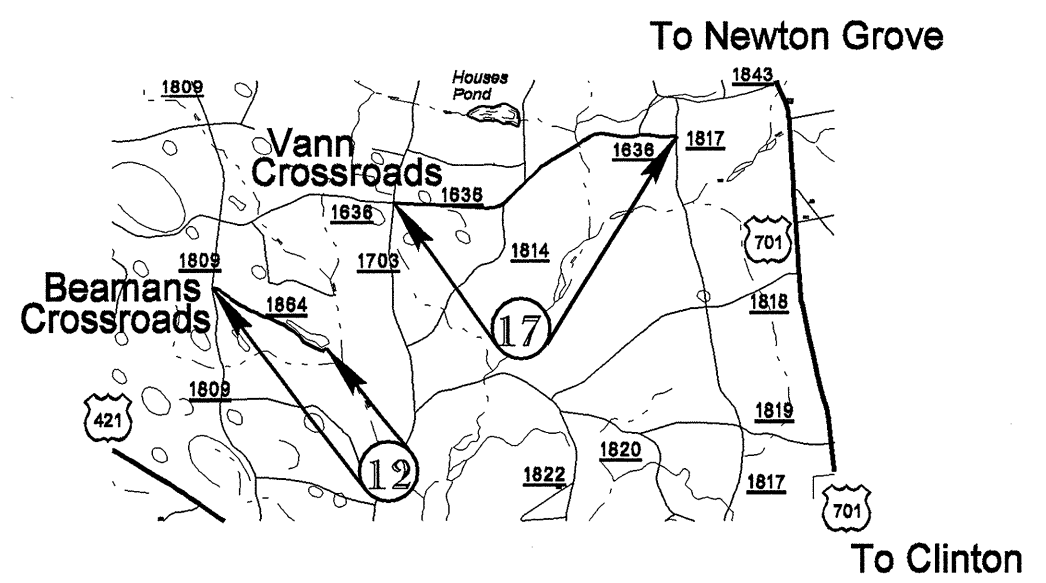 To Newton Grove
1843
1809
Houses
Pond
Vann
Crossroads
1636
1817
1636
1636
701
1809
1703
1814
Beamans
Crossroads
1864
1818
17
1809
421
1819
1820
12
1822
1817
701
To Clinton